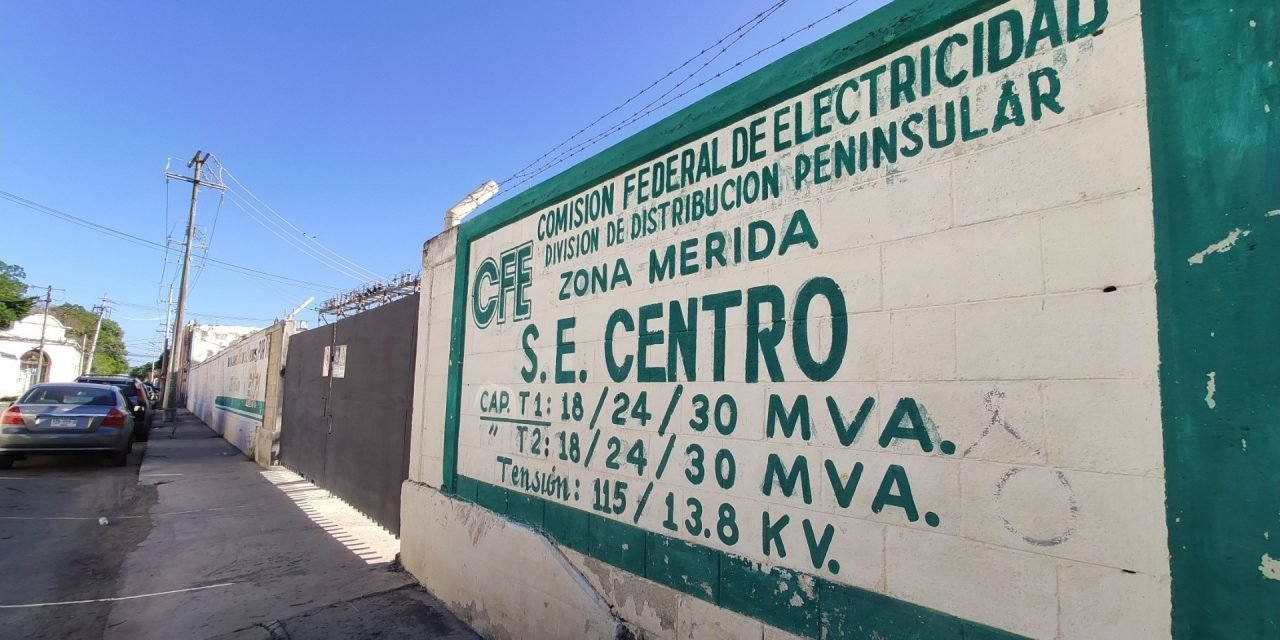 COMISION FEDERAL DE ELECTRICIDAD
DIVISION DE DISTRIBUCION PENINSULAR
CFE
ZONA MERIDA
S.E. CENTRO
CAP. T1: 18/24/30 MVA.
" T2: 18/24/30 MVA.
Tensión: 115/13.8 KV.